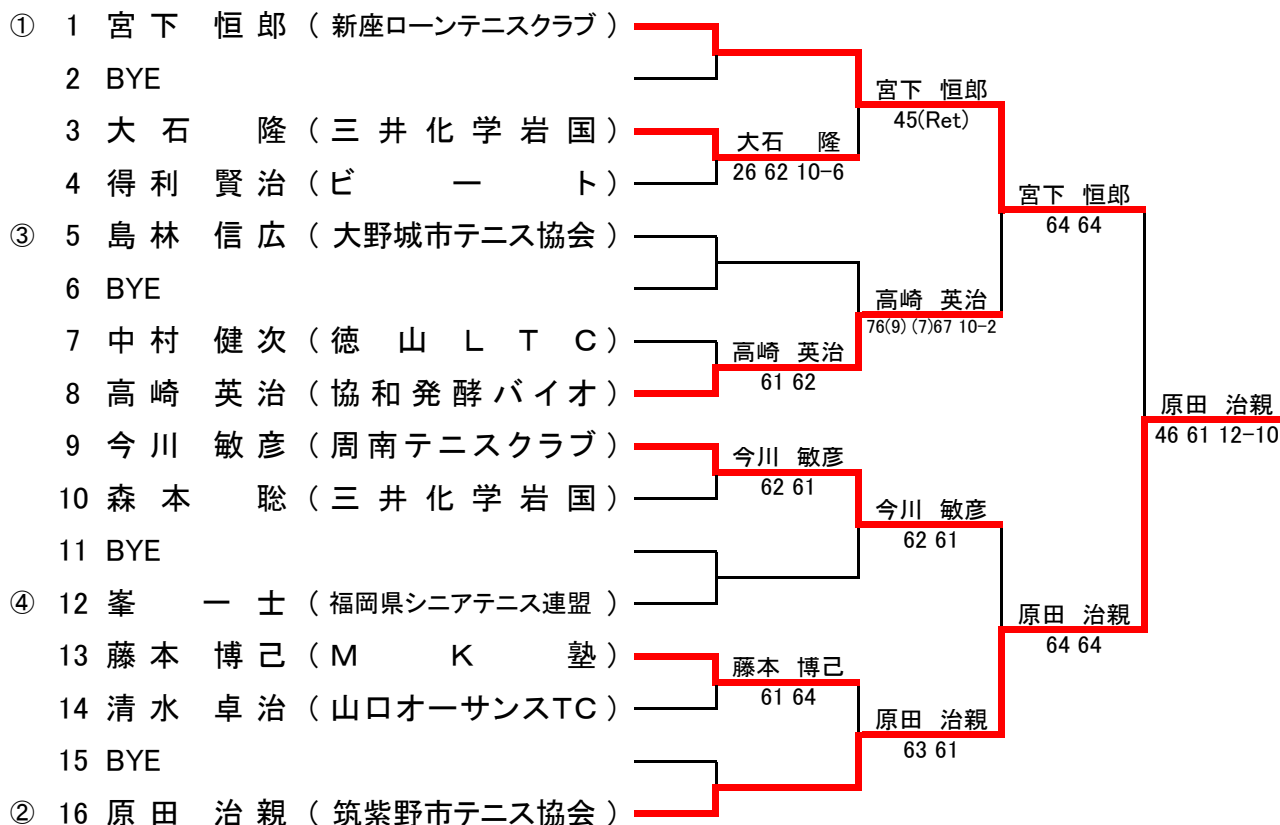 ① 1 宮下 恒郎 ( 新座ローンテニスクラブ )
2 BYE
宮下 恒郎
45(Ret)
3 大石 隆 ( 三井化学岩国 )
大石 隆
26 62 10-6
4 得利 賢治 ( ビート )
宮下 恒郎
64 64
③ 5 島林 信広 ( 大野城市テニス協会 )
6 BYE
高崎 英治
76(9) (7)67 10-2
7 中村 健次 ( 徳山LTC )
高崎 英治
61 62
8 高崎 英治 ( 協和発酵バイオ )
原田 治親
46 61 12-10
9 今川 敏彦 ( 周南テニスクラブ )
今川 敏彦
62 61
10 森本 聡 ( 三井化学岩国 )
今川 敏彦
62 61
11 BYE
④ 12 峯 一士 ( 福岡県シニアテニス連盟 )
原田 治親
64 64
13 藤本 博己 ( MK塾 )
藤本 博己
61 64
14 清水 卓治 ( 山口オーサンスTC )
原田 治親
63 61
15 BYE
② 16 原田 治親 ( 筑紫野市テニス協会 )